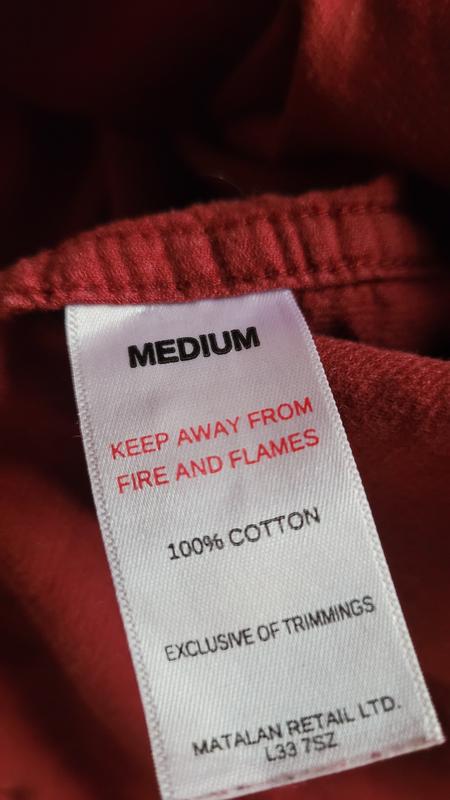 MEDIUM
KEEP AWAY FROM
FIRE AND FLAMES
100% COTTON
EXCLUSIVE OF TRIMMINGS
MATALAN RETAIL LTD.
L33 7SZ